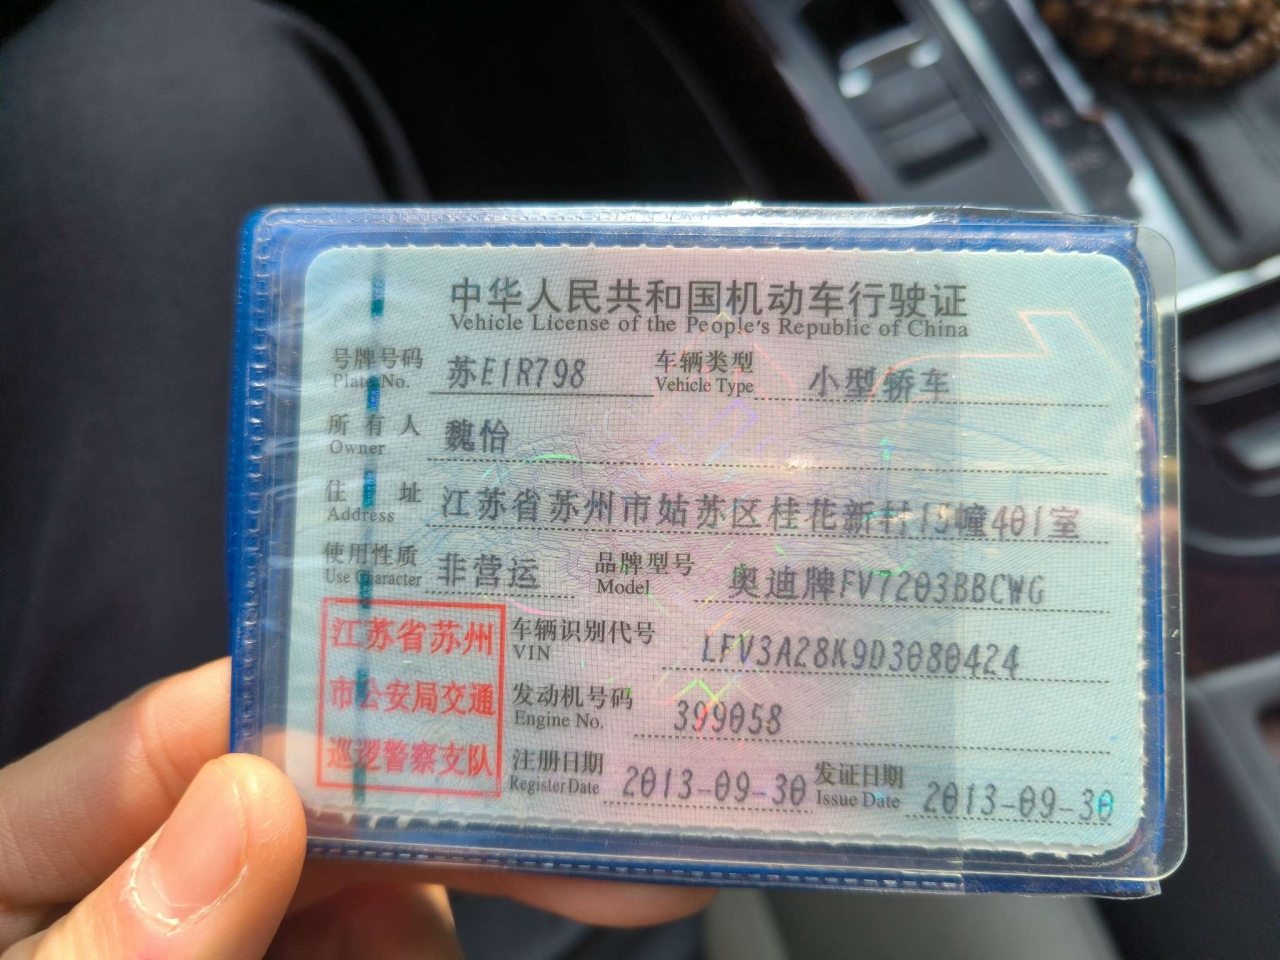 中华人民共和国机动车行驶证
Vehicle License of the People's Republic of China
号牌号码 苏E1R798 车辆类型 小型轿车
Plate No. Vehicle Type
所有人 魏怡
Owner
住址 江苏省苏州市姑苏区桂花新村15幢401室
Address
使用性质 非营运 品牌型号 奥迪牌FV7203BBCWG
Use Character Model
江苏省苏州
市公安局交通
巡逻警察支队
车辆识别代号 LFV3A28K9D3080424
VIN
发动机号码 399058
Engine No.
注册日期 2013-09-30 发证日期 2013-09-30
Register Date Issue Date